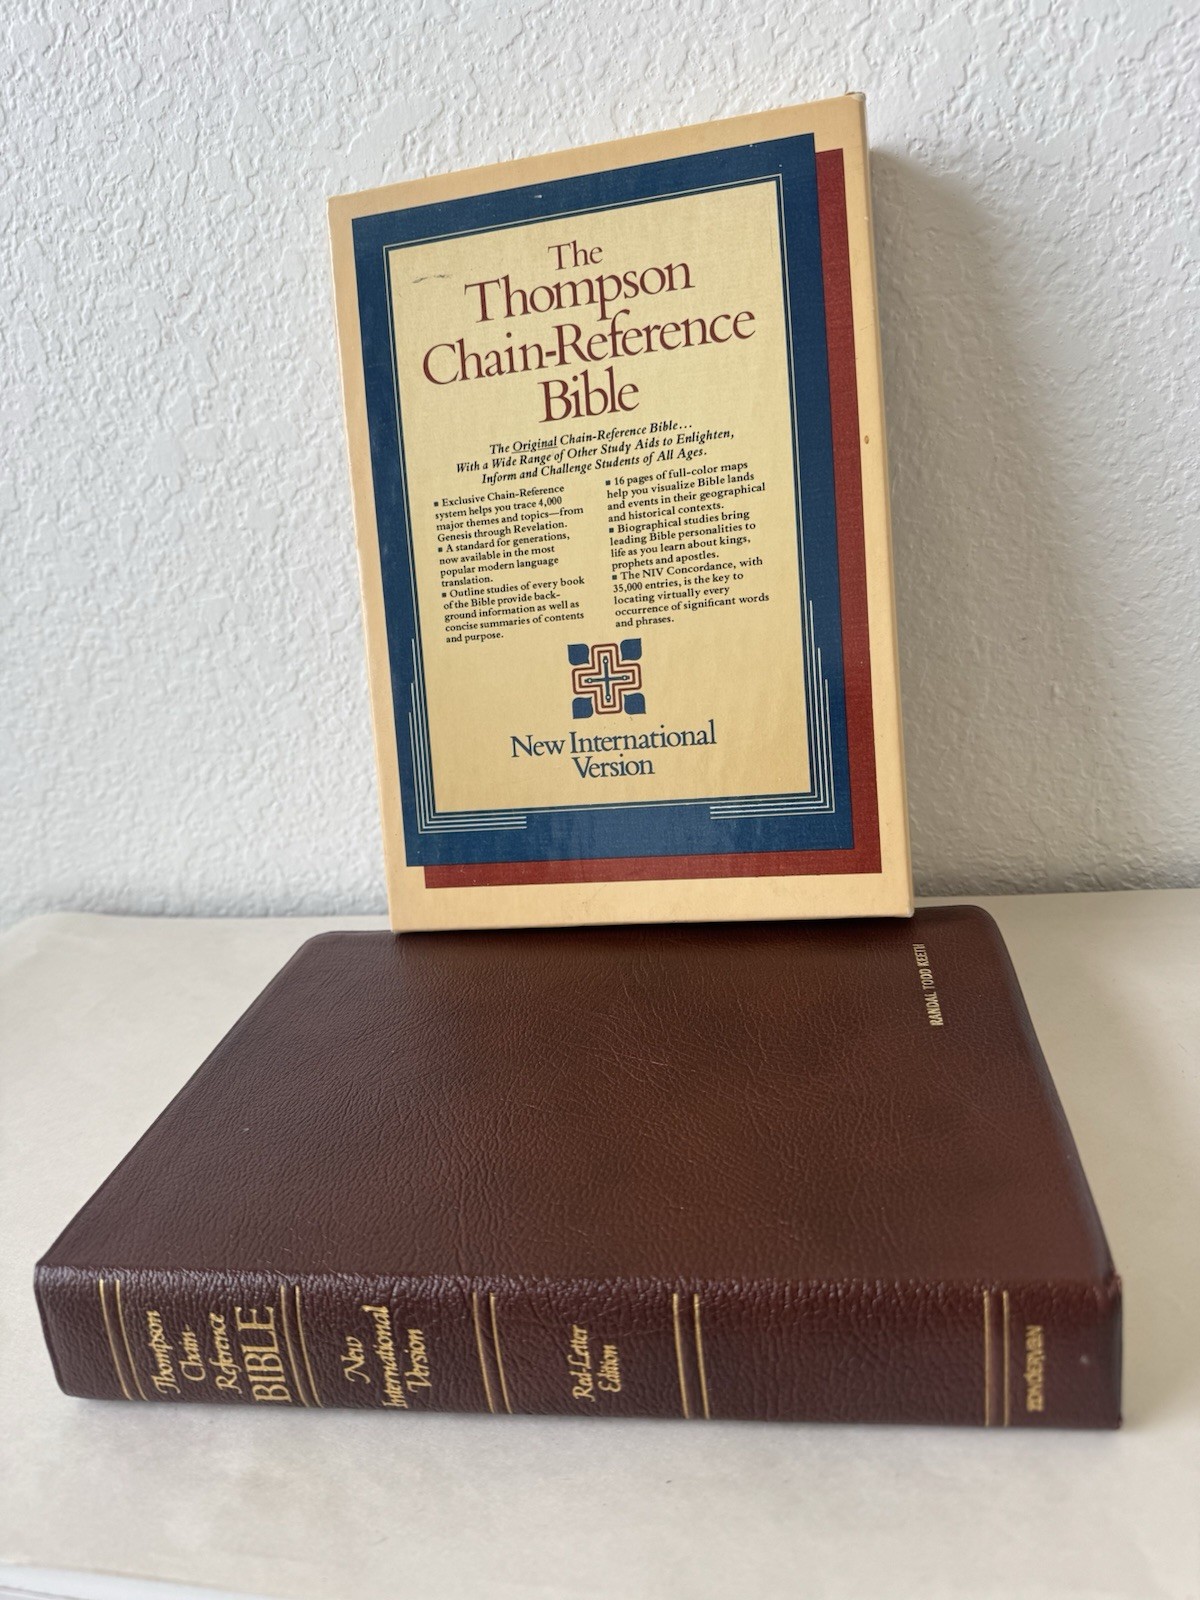 The
Thompson
Chain-Reference
Bible
The Original Chain-Reference Bible...
With a Wide Range of Other Study Aids to Enlighten,
Inform and Challenge Students of All Ages.
▪ Exclusive Chain-Reference
system helps you trace 4,000
major themes and topics—from
Genesis through Revelation.
▪ A standard for generations,
now available in the most
popular modern language
translation.
▪ Outline studies of every book
of the Bible provide back-
ground information as well as
concise summaries of contents
and purpose.
▪ 16 pages of full-color maps
help you visualize Bible lands
and events in their geographical
and historical contexts.
▪ Biographical studies bring
leading Bible personalities to
life as you learn about kings,
prophets and apostles.
▪ The NIV Concordance, with
35,000 entries, is the key to
locating virtually every
occurrence of significant words
and phrases.
New International
Version
RANDAL TODD KEETH
Thompson
Chain-
Reference
BIBLE
New
International
Version
Red-Letter
Edition
ZONDERVAN